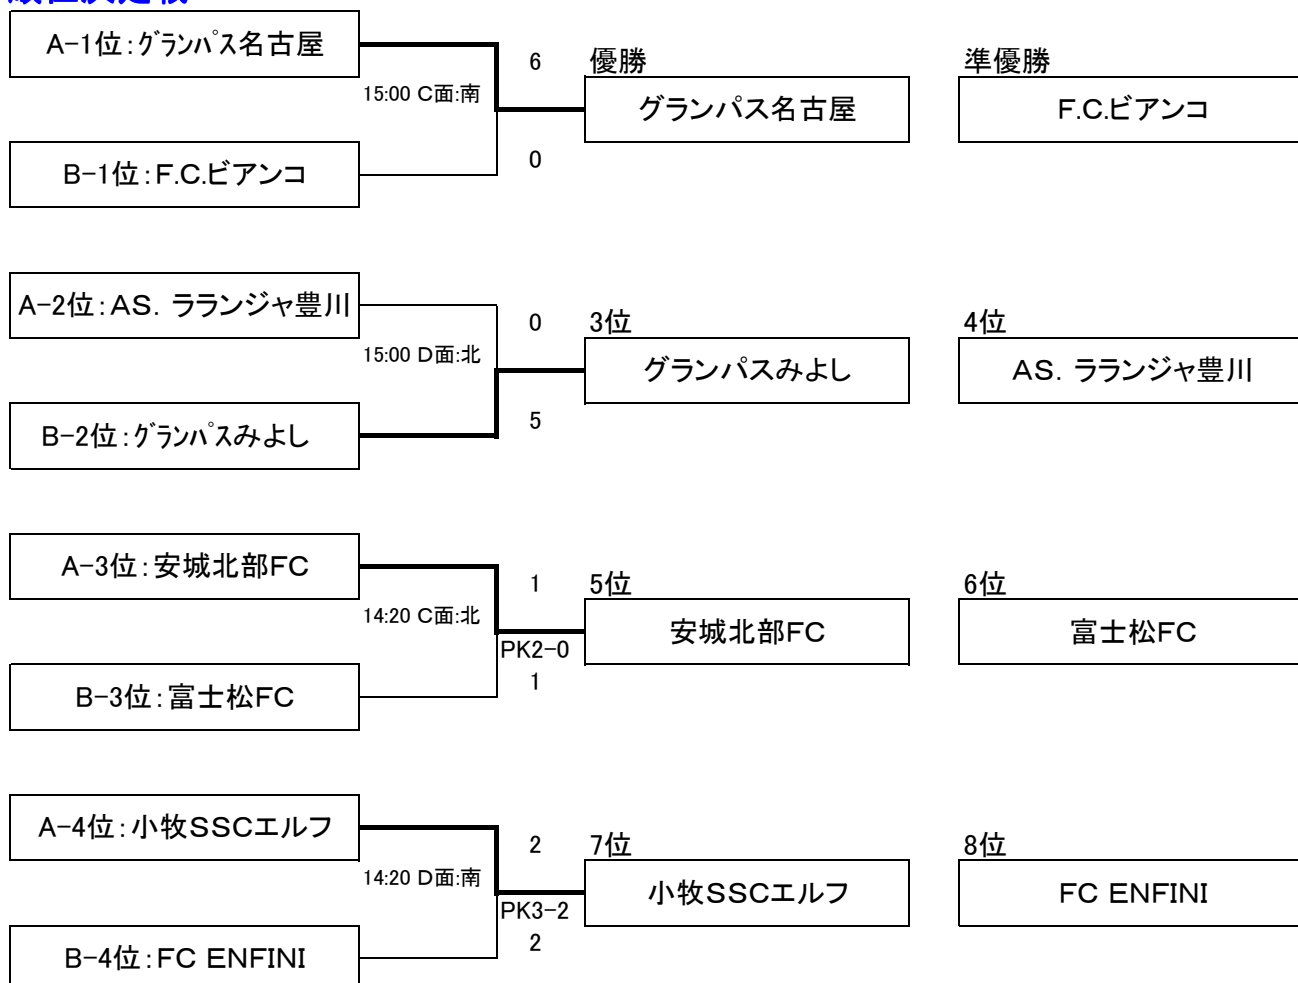 A-1位:ｸﾞﾗﾝﾊﾟｽ名古屋
6
優勝
準優勝
15:00 C面:南
グランパス名古屋
F.C.ビアンコ
B-1位:F.C.ビアンコ
0
A-2位:AS. ラランジャ豊川
0
3位
4位
15:00 D面:北
グランパスみよし
AS. ラランジャ豊川
B-2位:ｸﾞﾗﾝﾊﾟｽみよし
5
A-3位:安城北部FC
1
5位
6位
14:20 C面:北
安城北部FC
富士松FC
PK2-0
B-3位:富士松FC
1
A-4位:小牧SSCエルフ
2
7位
8位
14:20 D面:南
小牧SSCエルフ
FC ENFINI
PK3-2
B-4位:FC ENFINI
2